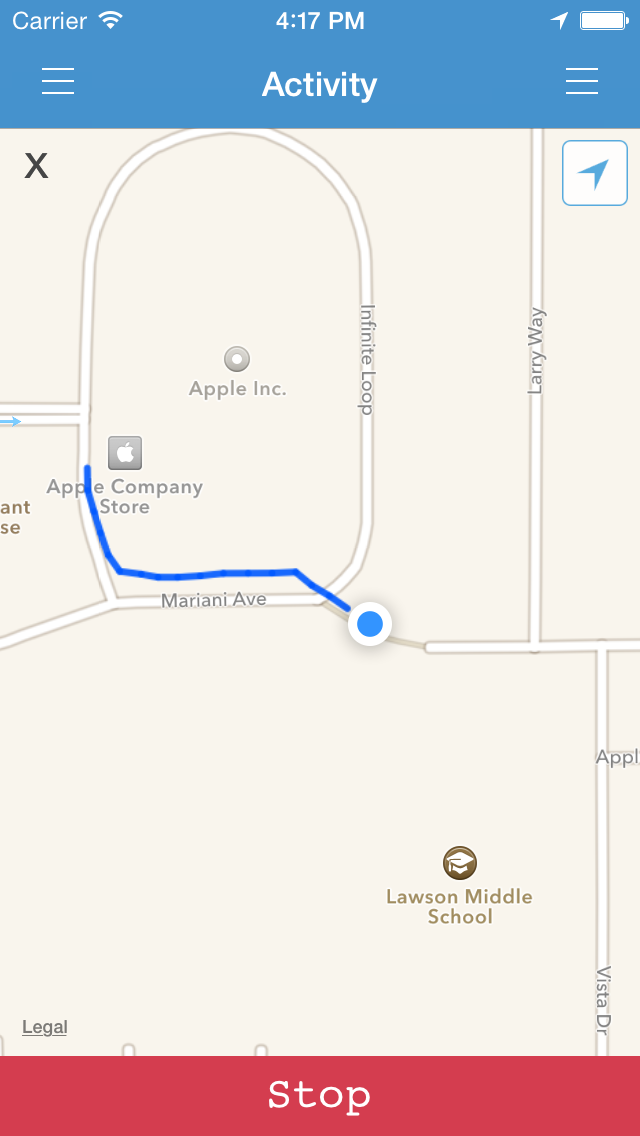 Carrier 4:17 PM
Activity
X
Infinite Loop
Larry Way
Apple Inc.
Apple Company
Store
ant
se
Mariani Ave
Appl
Lawson Middle
School
Vista Dr
Legal
Stop